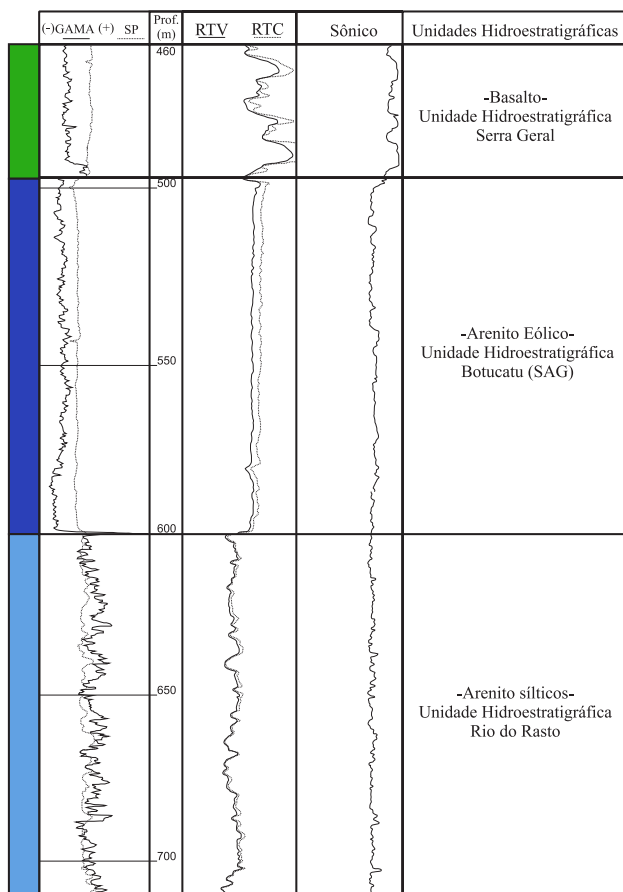 (-)GAMA (+) SP
Prof.
(m)
RTV RTC
Sônico
Unidades Hidroestratigráficas
460
-Basalto-
Unidade Hidroestratigráfica
Serra Geral
500
-Arenito Eólico-
Unidade Hidroestratigráfica
Botucatu (SAG)
550
600
650
-Arenito sílticos-
Unidade Hidroestratigráfica
Rio do Rasto
700